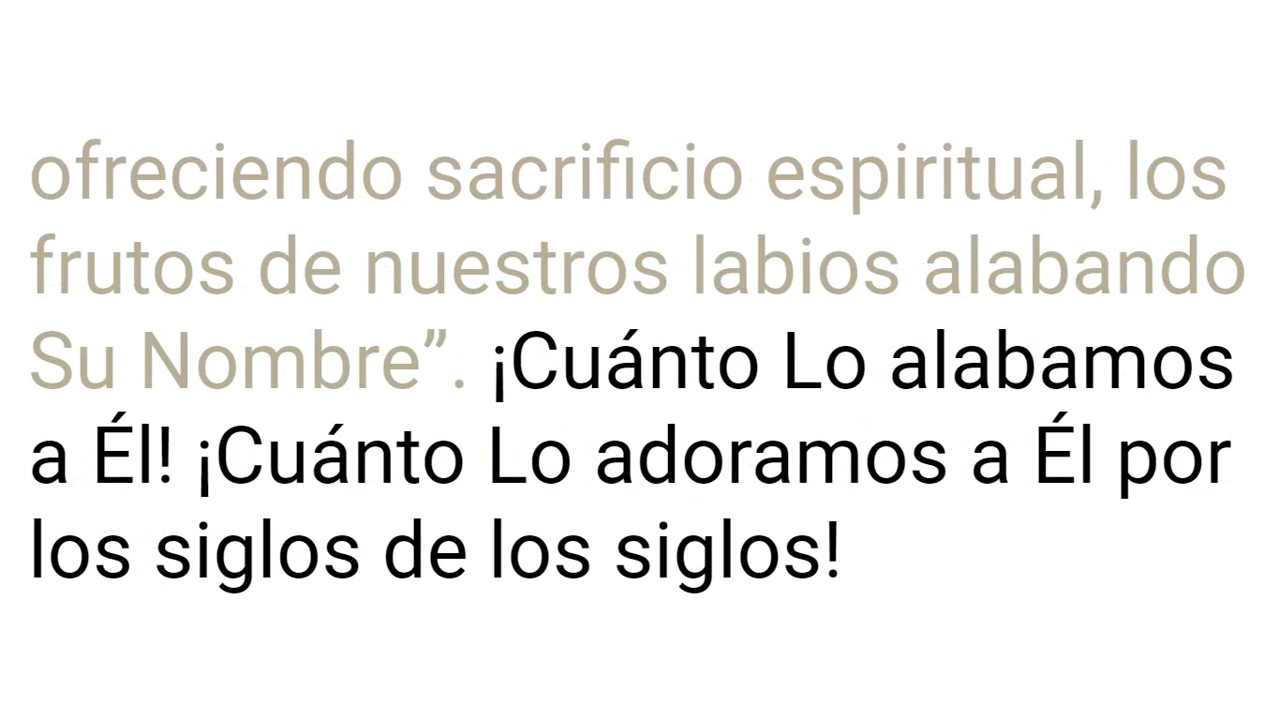 ofreciendo sacrificio espiritual, los
frutos de nuestros labios alabando
Su Nombre”. ¡Cuánto Lo alabamos
a Él! ¡Cuánto Lo adoramos a Él por
los siglos de los siglos!